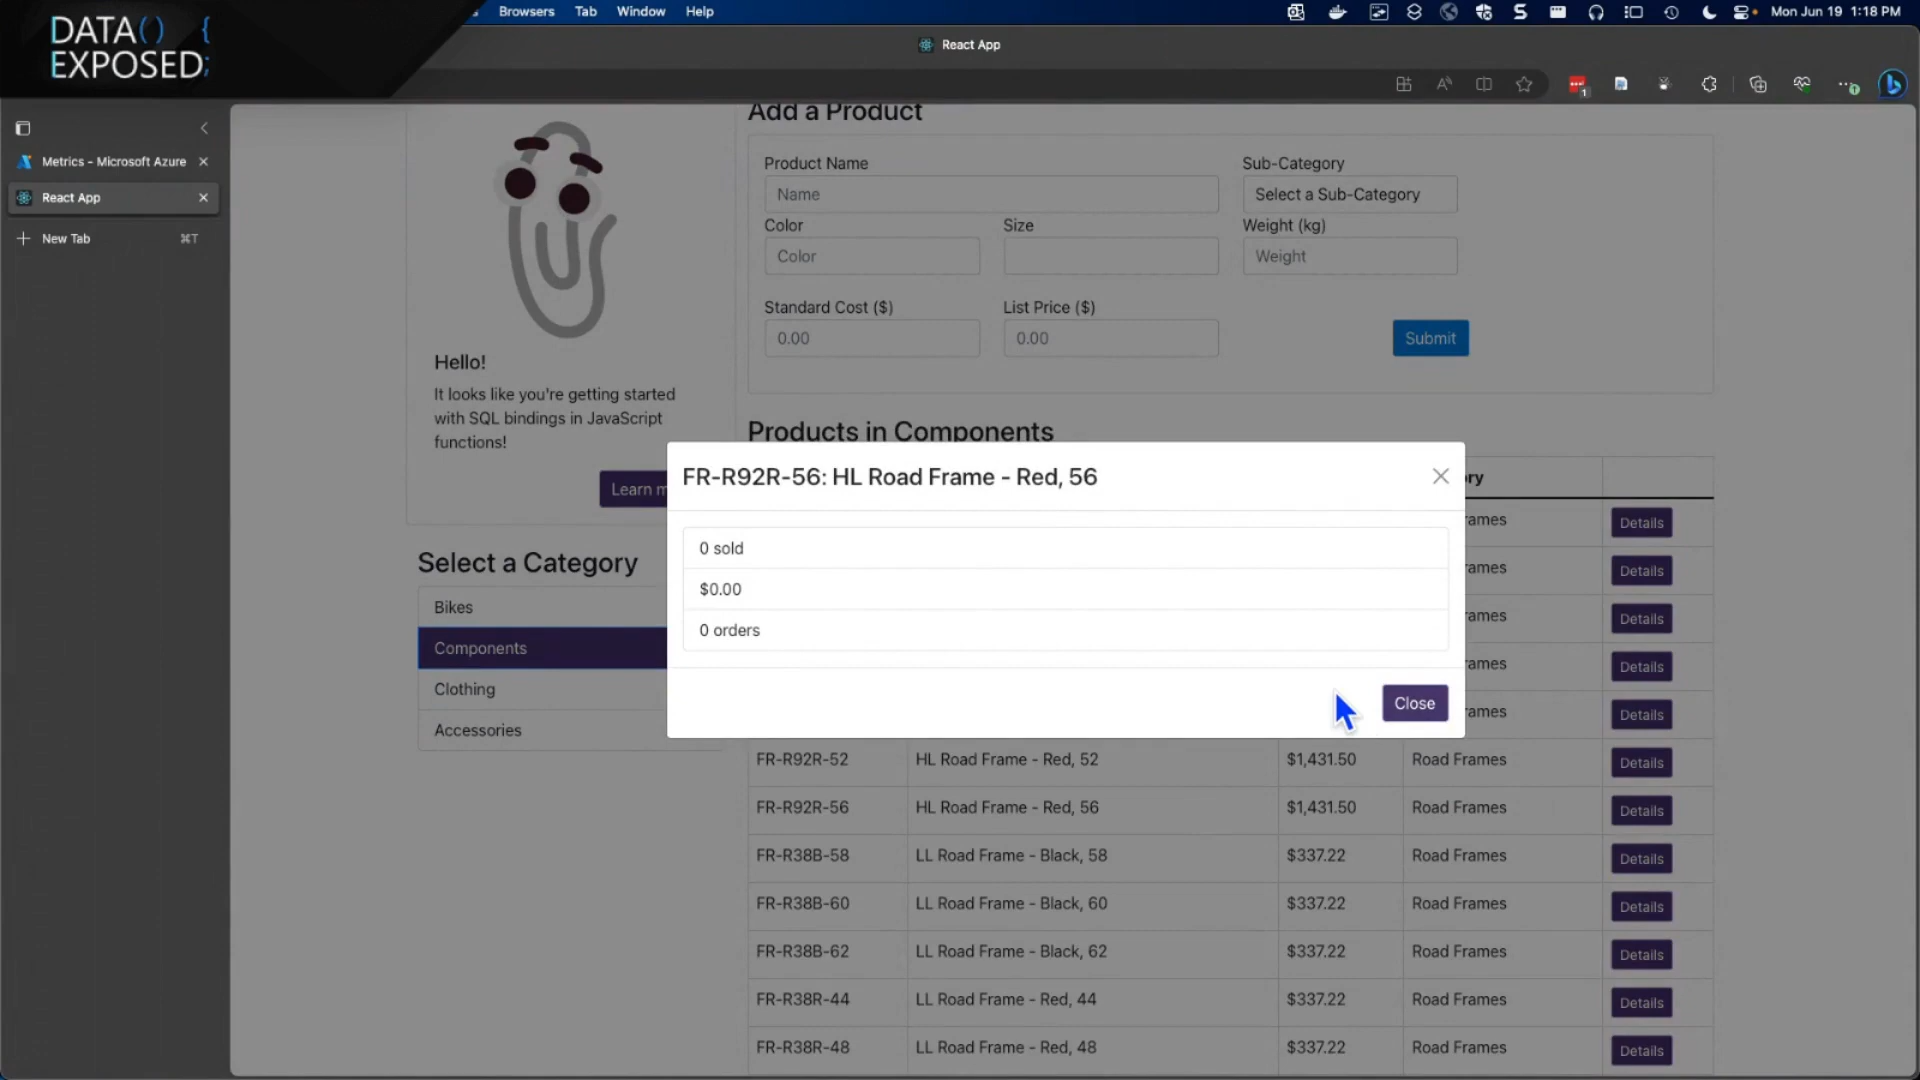 DATA() {
EXPOSED;
Browsers Tab Window Help
Mon Jun 19 1:18 PM
React App
1
Metrics - Microsoft Azure
React App
New Tab ⌘T
Add a Product
Product Name
Name
Sub-Category
Select a Sub-Category
Color
Color
Size
Weight (kg)
Weight
Standard Cost ($)
0.00
List Price ($)
0.00
Submit
Hello!
It looks like you're getting started
with SQL bindings in JavaScript
functions!
Learn m
Select a Category
Bikes
Components
Clothing
Accessories
Products in Components
FR-R92R-56: HL Road Frame - Red, 56
0 sold
$0.00
0 orders
Close
ry
rames Details
rames Details
rames Details
rames Details
rames Details
FR-R92R-52 HL Road Frame - Red, 52 $1,431.50 Road Frames Details
FR-R92R-56 HL Road Frame - Red, 56 $1,431.50 Road Frames Details
FR-R38B-58 LL Road Frame - Black, 58 $337.22 Road Frames Details
FR-R38B-60 LL Road Frame - Black, 60 $337.22 Road Frames Details
FR-R38B-62 LL Road Frame - Black, 62 $337.22 Road Frames Details
FR-R38R-44 LL Road Frame - Red, 44 $337.22 Road Frames Details
FR-R38R-48 LL Road Frame - Red, 48 $337.22 Road Frames Details